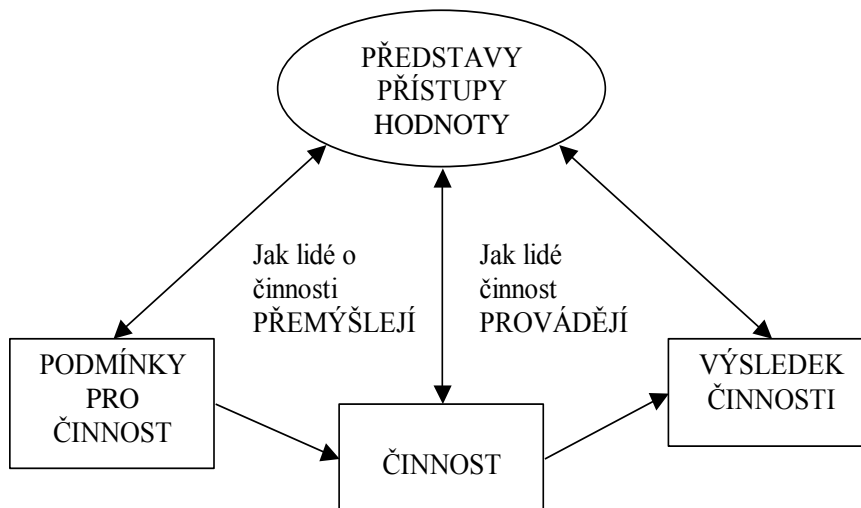 PŘEDSTAVY
PŘÍSTUPY
HODNOTY
Jak lidé o
činnosti
PŘEMÝŠLEJÍ
Jak lidé
činnost
PROVÁDĚJÍ
PODMÍNKY
PRO
ČINNOST
ČINNOST
VÝSLEDEK
ČINNOSTI